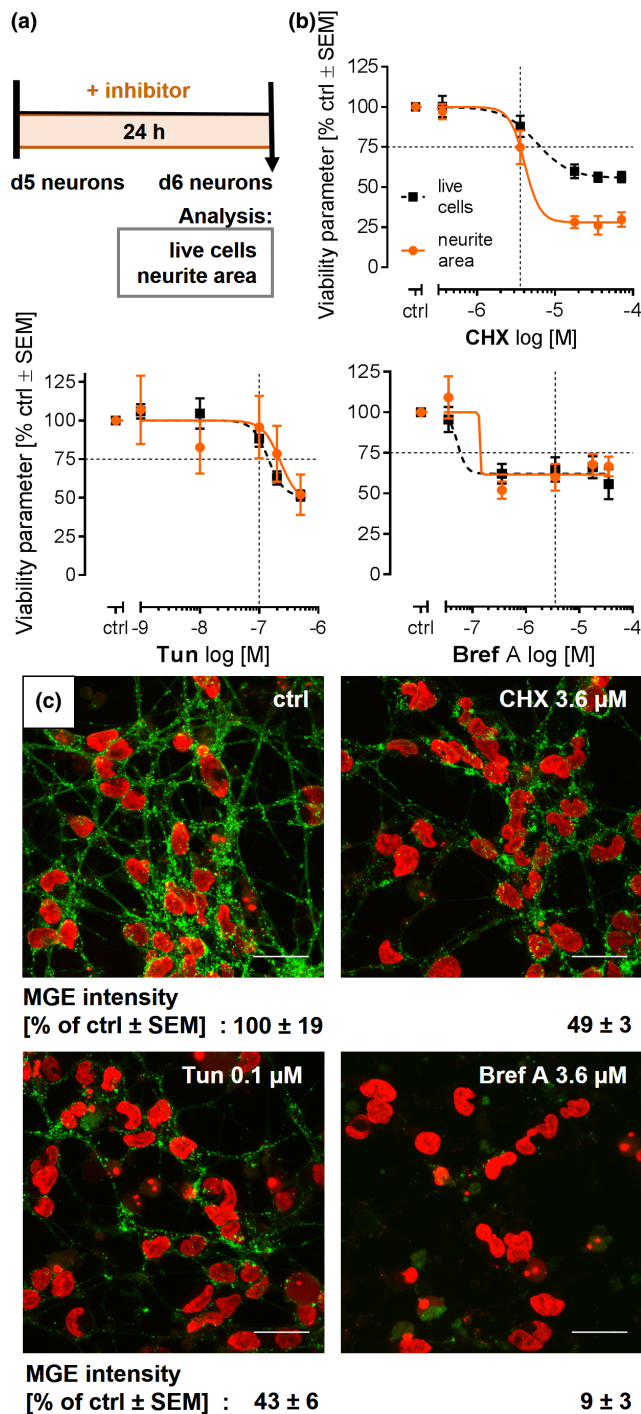 (a)
+ inhibitor
24 h
d5 neurons d6 neurons
Analysis:
live cells
neurite area
(b)
Viability parameter [% ctrl ± SEM]
125
100
75
50
25
0
live
cells
neurite
area
ctrl -6 -5 -4
CHX log [M]
Viability parameter [% ctrl ± SEM]
125
100
75
50
25
0
ctrl -9 -8 -7 -6
Tun log [M]
125
100
75
50
25
0
ctrl -7 -6 -5 -4
Bref A log [M]
(c)
ctrl
CHX 3.6 µM
MGE intensity
[% of ctrl ± SEM] : 100 ± 19 49 ± 3
Tun 0.1 µM
Bref A 3.6 µM
MGE intensity
[% of ctrl ± SEM] : 43 ± 6 9 ± 3